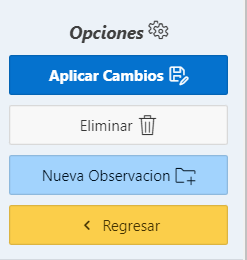 Opciones
Aplicar Cambios
Eliminar
Nueva Observacion
Regresar